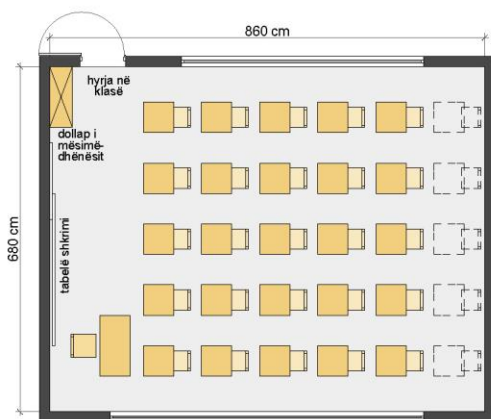 860 cm
hyrja në
klasë
dollap i
mësimë-
dhënësit
tabelë shkrimi
680 cm